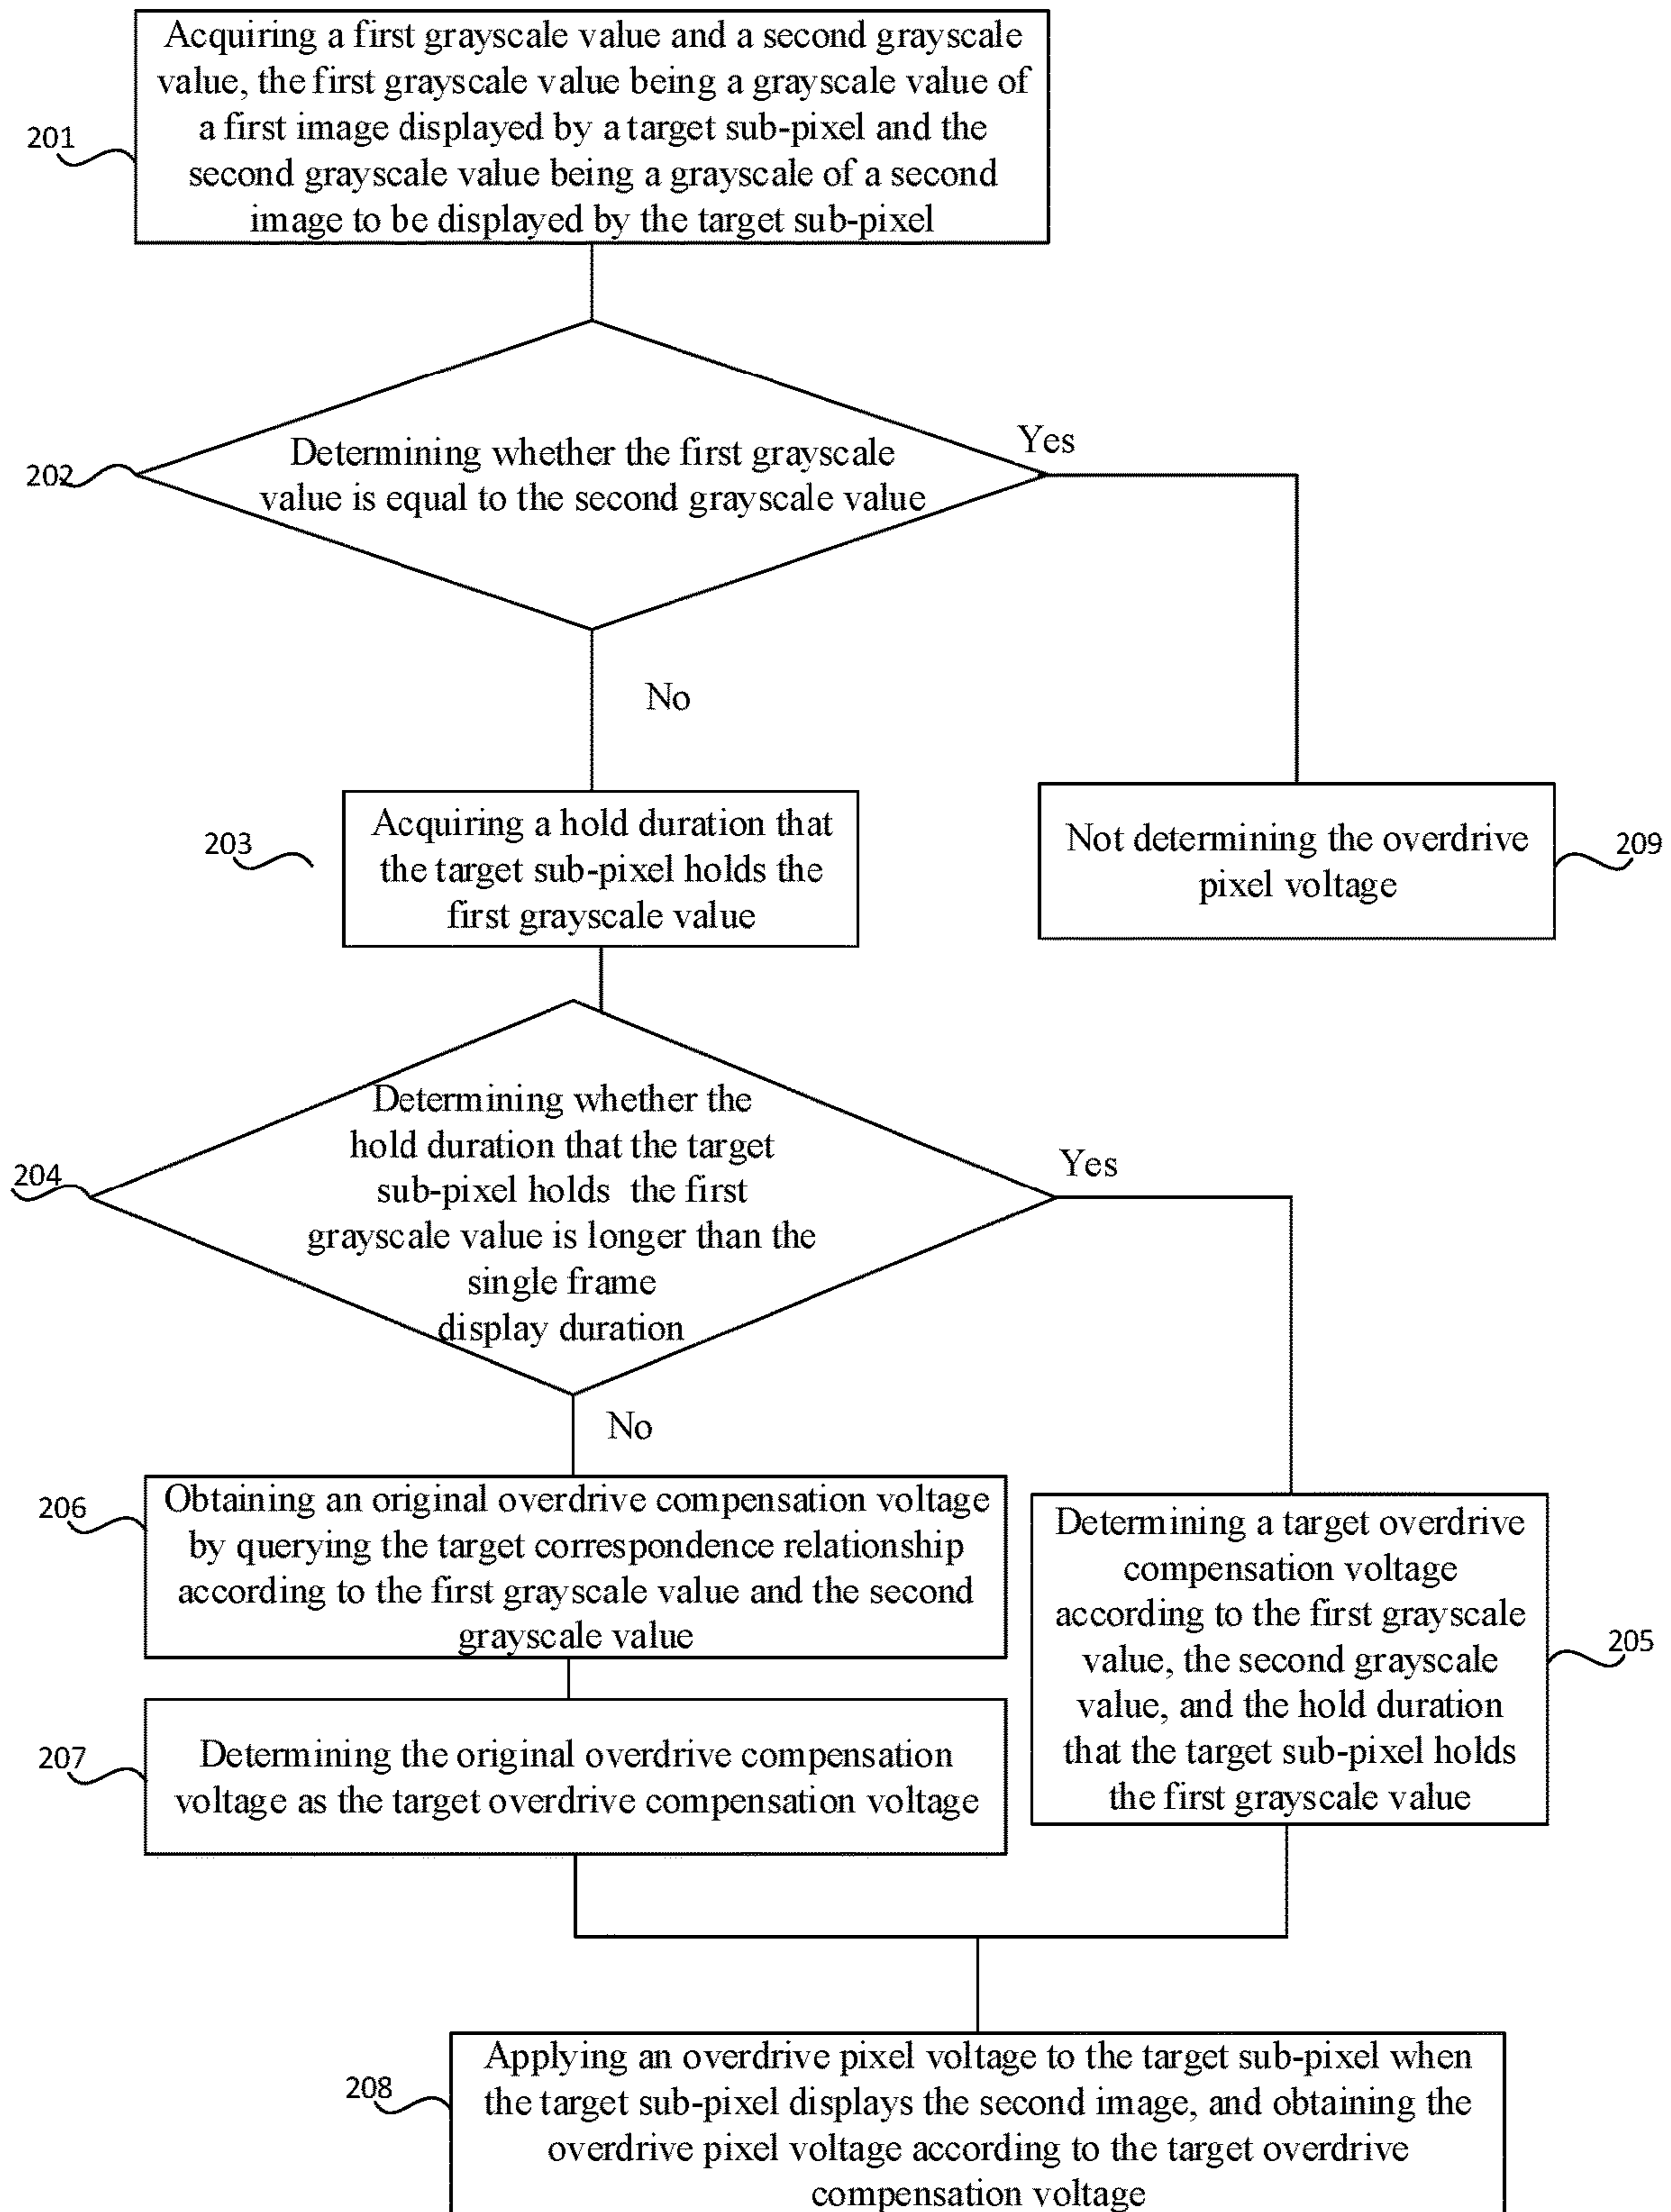 Acquiring a first grayscale value and a second grayscale
value, the first grayscale value being a grayscale value of
a first image displayed by a target sub-pixel and the
second grayscale value being a grayscale of a second
image to be displayed by the target sub-pixel
201
Determining whether the first grayscale
value is equal to the second grayscale value
202
Yes
No
203
Acquiring a hold duration that
the target sub-pixel holds the
first grayscale value
Not determining the overdrive
pixel voltage
209
Determining whether the
hold duration that the target
sub-pixel holds the first
grayscale value is longer than the
single frame
display duration
204
Yes
No
206
Obtaining an original overdrive compensation voltage
by querying the target correspondence relationship
according to the first grayscale value and the second
grayscale value
Determining a target overdrive
compensation voltage
according to the first grayscale
value, the second grayscale
value, and the hold duration
that the target sub-pixel holds
the first grayscale value
205
207
Determining the original overdrive compensation
voltage as the target overdrive compensation voltage
208
Applying an overdrive pixel voltage to the target sub-pixel when
the target sub-pixel displays the second image, and obtaining the
overdrive pixel voltage according to the target overdrive
compensation voltage